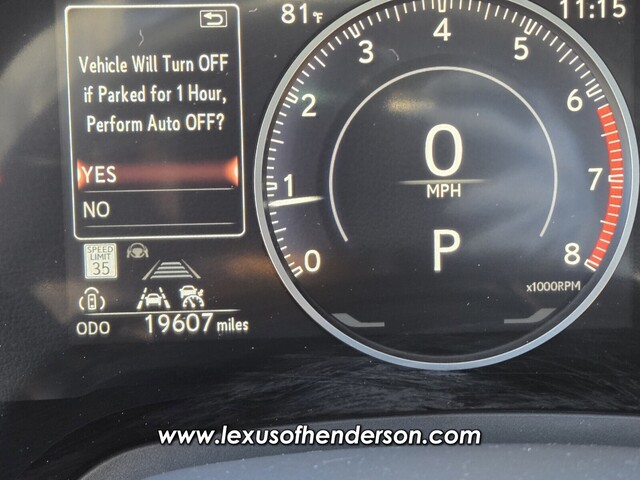 81°F
11:15
Vehicle Will Turn OFF
if Parked for 1 Hour,
Perform Auto OFF?
YES
NO
SPEED
LIMIT
35
ODO 19607 miles
0
1
2
3
4
5
6
7
8
0
MPH
P
x1000RPM
www.lexusofhenderson.com